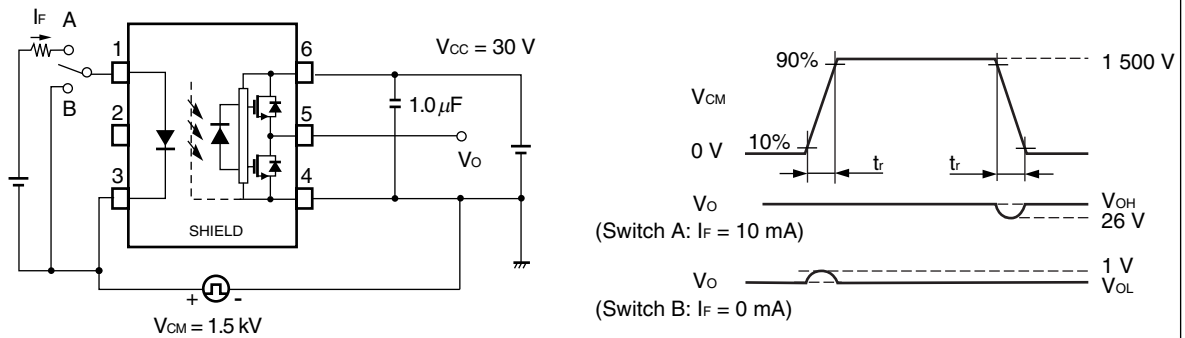 IF A
B
1
2
3
6
5
4
SHIELD
VCC = 30 V
1.0 μF
VO
+ -
VCM = 1.5 kV
90%
1 500 V
VCM
10%
0 V
tr
tr
VO
VOH
26 V
(Switch A: IF = 10 mA)
1 V
VO
VOL
(Switch B: IF = 0 mA)